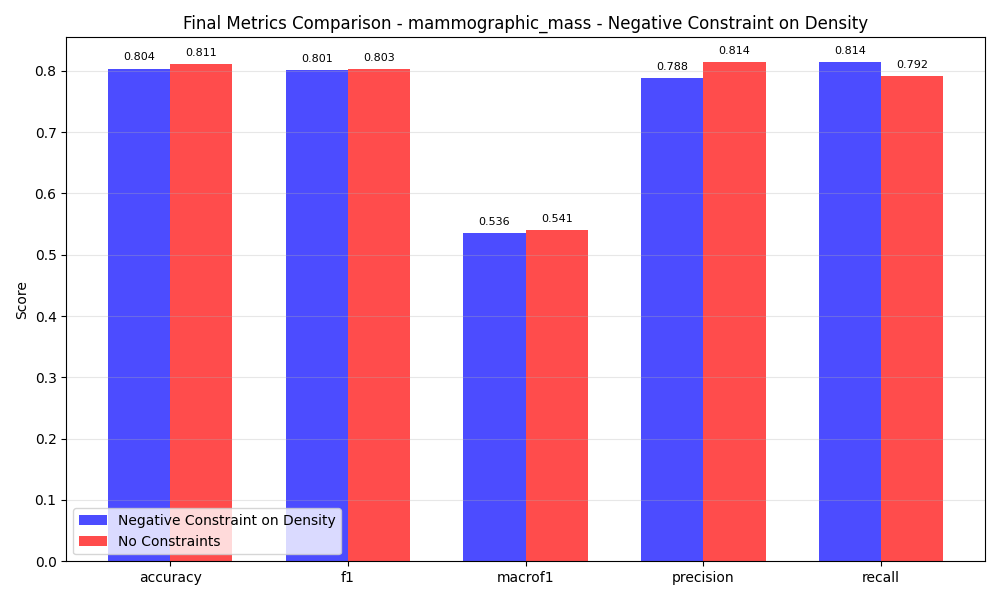 Final Metrics Comparison - mammographic_mass - Negative Constraint on Density
Score
0.8
0.7
0.6
0.5
0.4
0.3
0.2
0.1
0.0
0.804
0.811
0.801
0.803
0.536
0.541
0.788
0.814
0.814
0.792
Negative Constraint on Density
No Constraints
accuracy
f1
macrof1
precision
recall